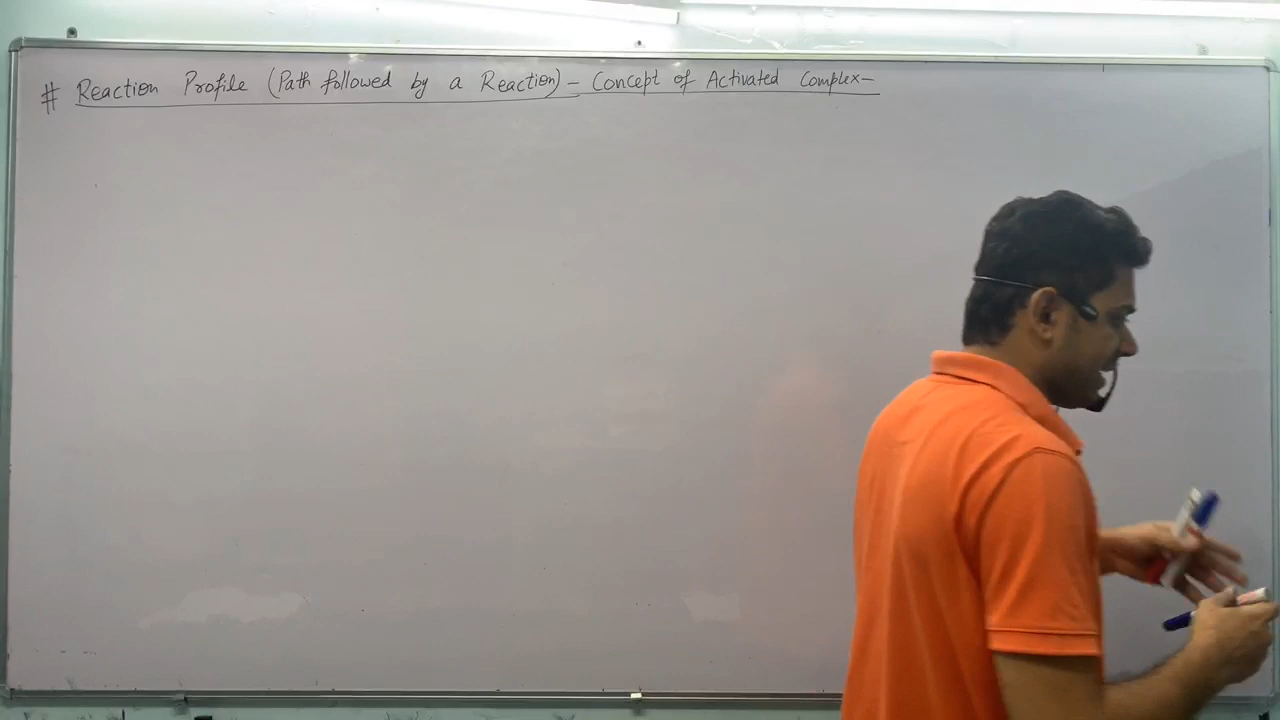 # Reaction Profile (Path followed by a Reaction) – Concept of Activated Complex –